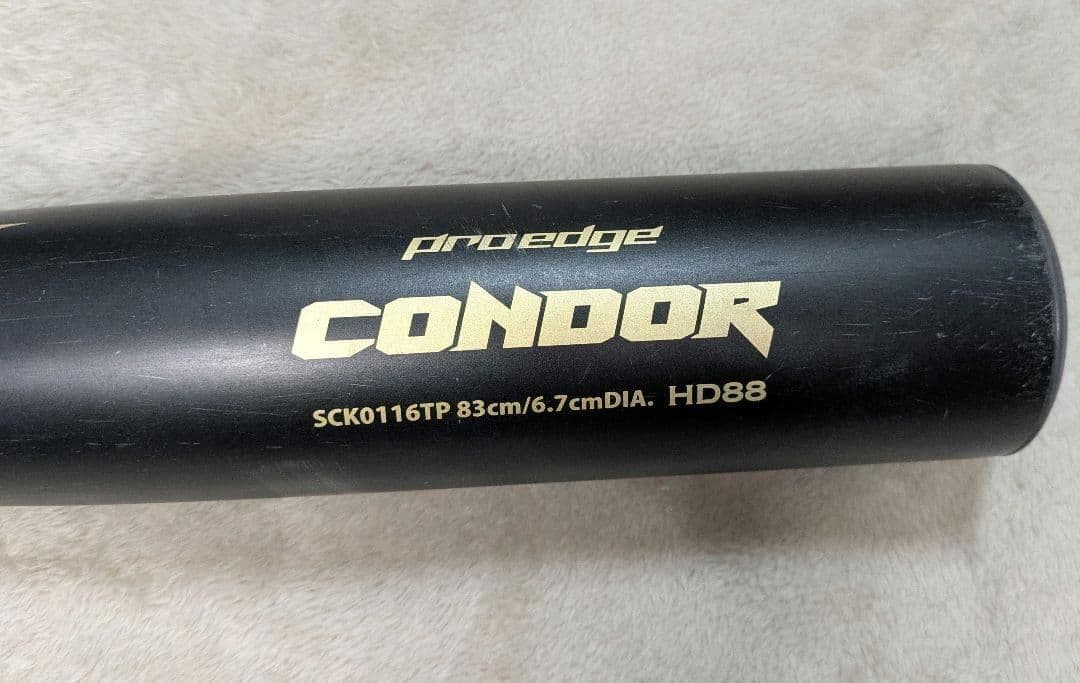 proedge
CONDOR
SCK0116TP 83cm/6.7cmDIA. HD88